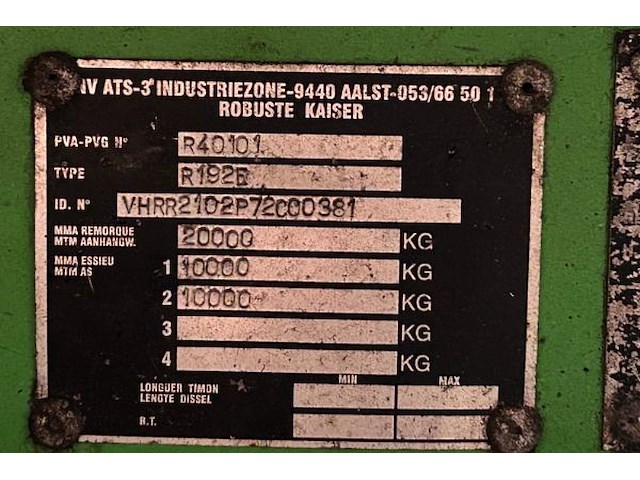 NV ATS-3° INDUSTRIEZONE-9440 AALST-053/66 50 1
ROBUSTE KAISER
PVA-PVG N° R40101
TYPE R192E
ID. N° VHRR2102P72C00381
MMA REMORQUE
MTM AANHANGW. 20000 KG
MMA ESSIEU
MTM AS 1 10000 KG
2 10000 KG
3 KG
4 KG
MIN MAX
LONGUER TIMON
LENGTE DISSEL
R.T.